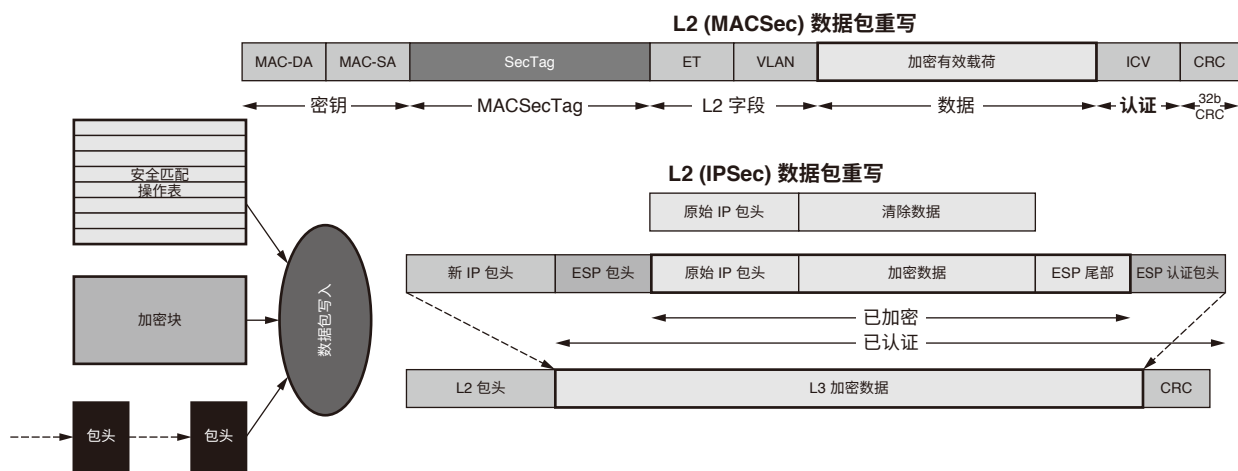 L2 (MACSec) 数据包重写
MAC-DA MAC-SA SecTag ET VLAN 加密有效载荷 ICV CRC
密钥 MACSecTag L2 字段 数据 认证 32b
CRC
安全匹配
操作表
加密块
包头 包头
数据包写入
L2 (IPSec) 数据包重写
原始 IP 包头 清除数据
新 IP 包头 ESP 包头 原始 IP 包头 加密数据 ESP 尾部 ESP 认证包头
已加密
已认证
L2 包头 L3 加密数据 CRC